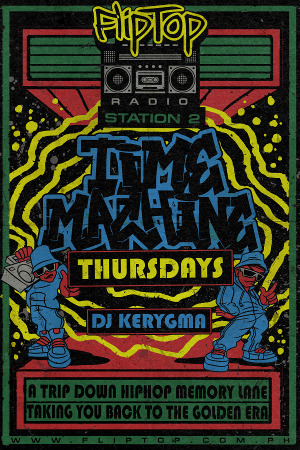 FlipTop
RADIO
STATION 2
TIME
MACHINE
THURSDAYS
DJ KERYGMA
A TRIP DOWN HIPHOP MEMORY LANE
TAKING YOU BACK TO THE GOLDEN ERA
WWW.FLIPTOP.COM.PH